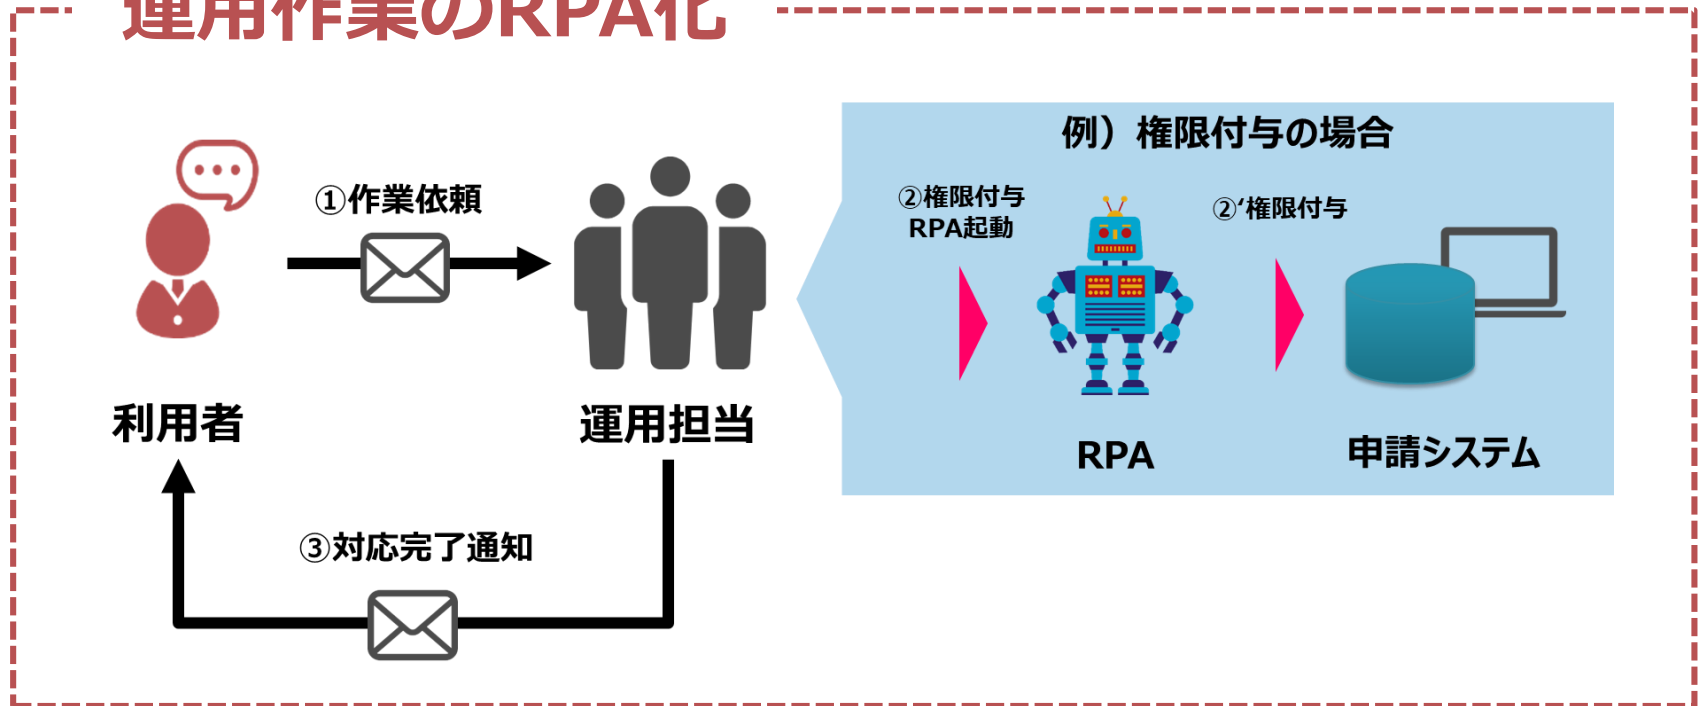 運用作業のRPA化
例）権限付与の場合
①作業依頼
②権限付与
RPA起動
②‘権限付与
利用者
運用担当
RPA
申請システム
③対応完了通知